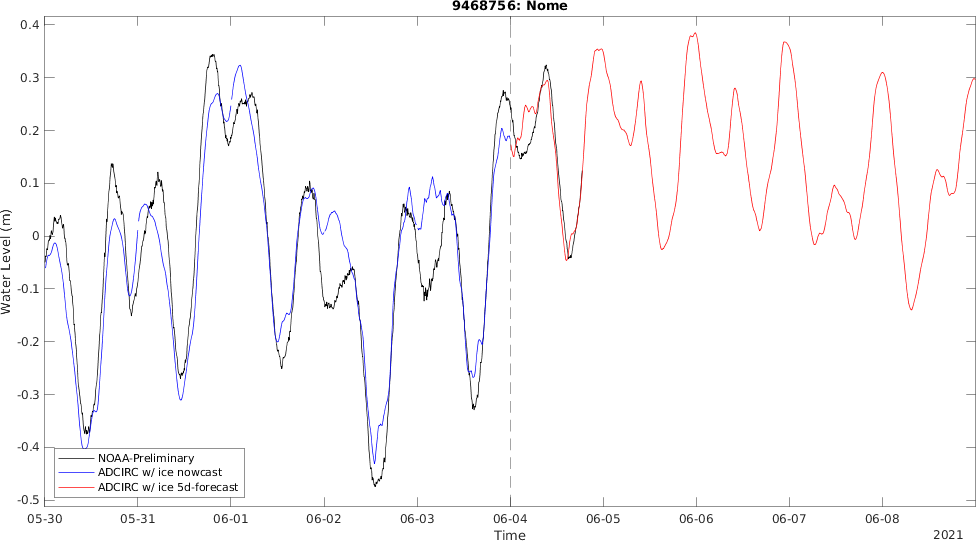 9468756: Nome
0.4
0.3
0.2
0.1
0
-0.1
-0.2
-0.3
-0.4
-0.5
Water Level (m)
NOAA-Preliminary
ADCIRC w/ ice nowcast
ADCIRC w/ ice 5d-forecast
05-30 05-31 06-01 06-02 06-03 06-04 06-05 06-06 06-07 06-08
Time
2021